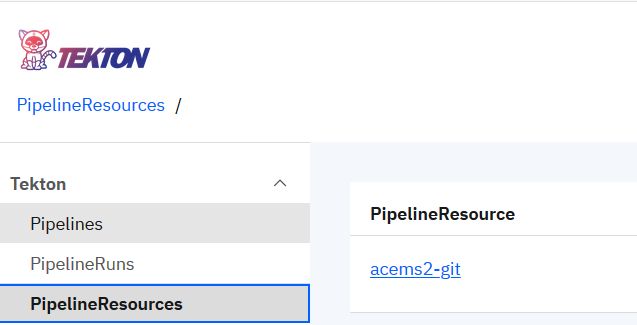 TEKTON
PipelineResources /
Tekton
Pipelines
PipelineRuns
PipelineResources
PipelineResource
acems2-git